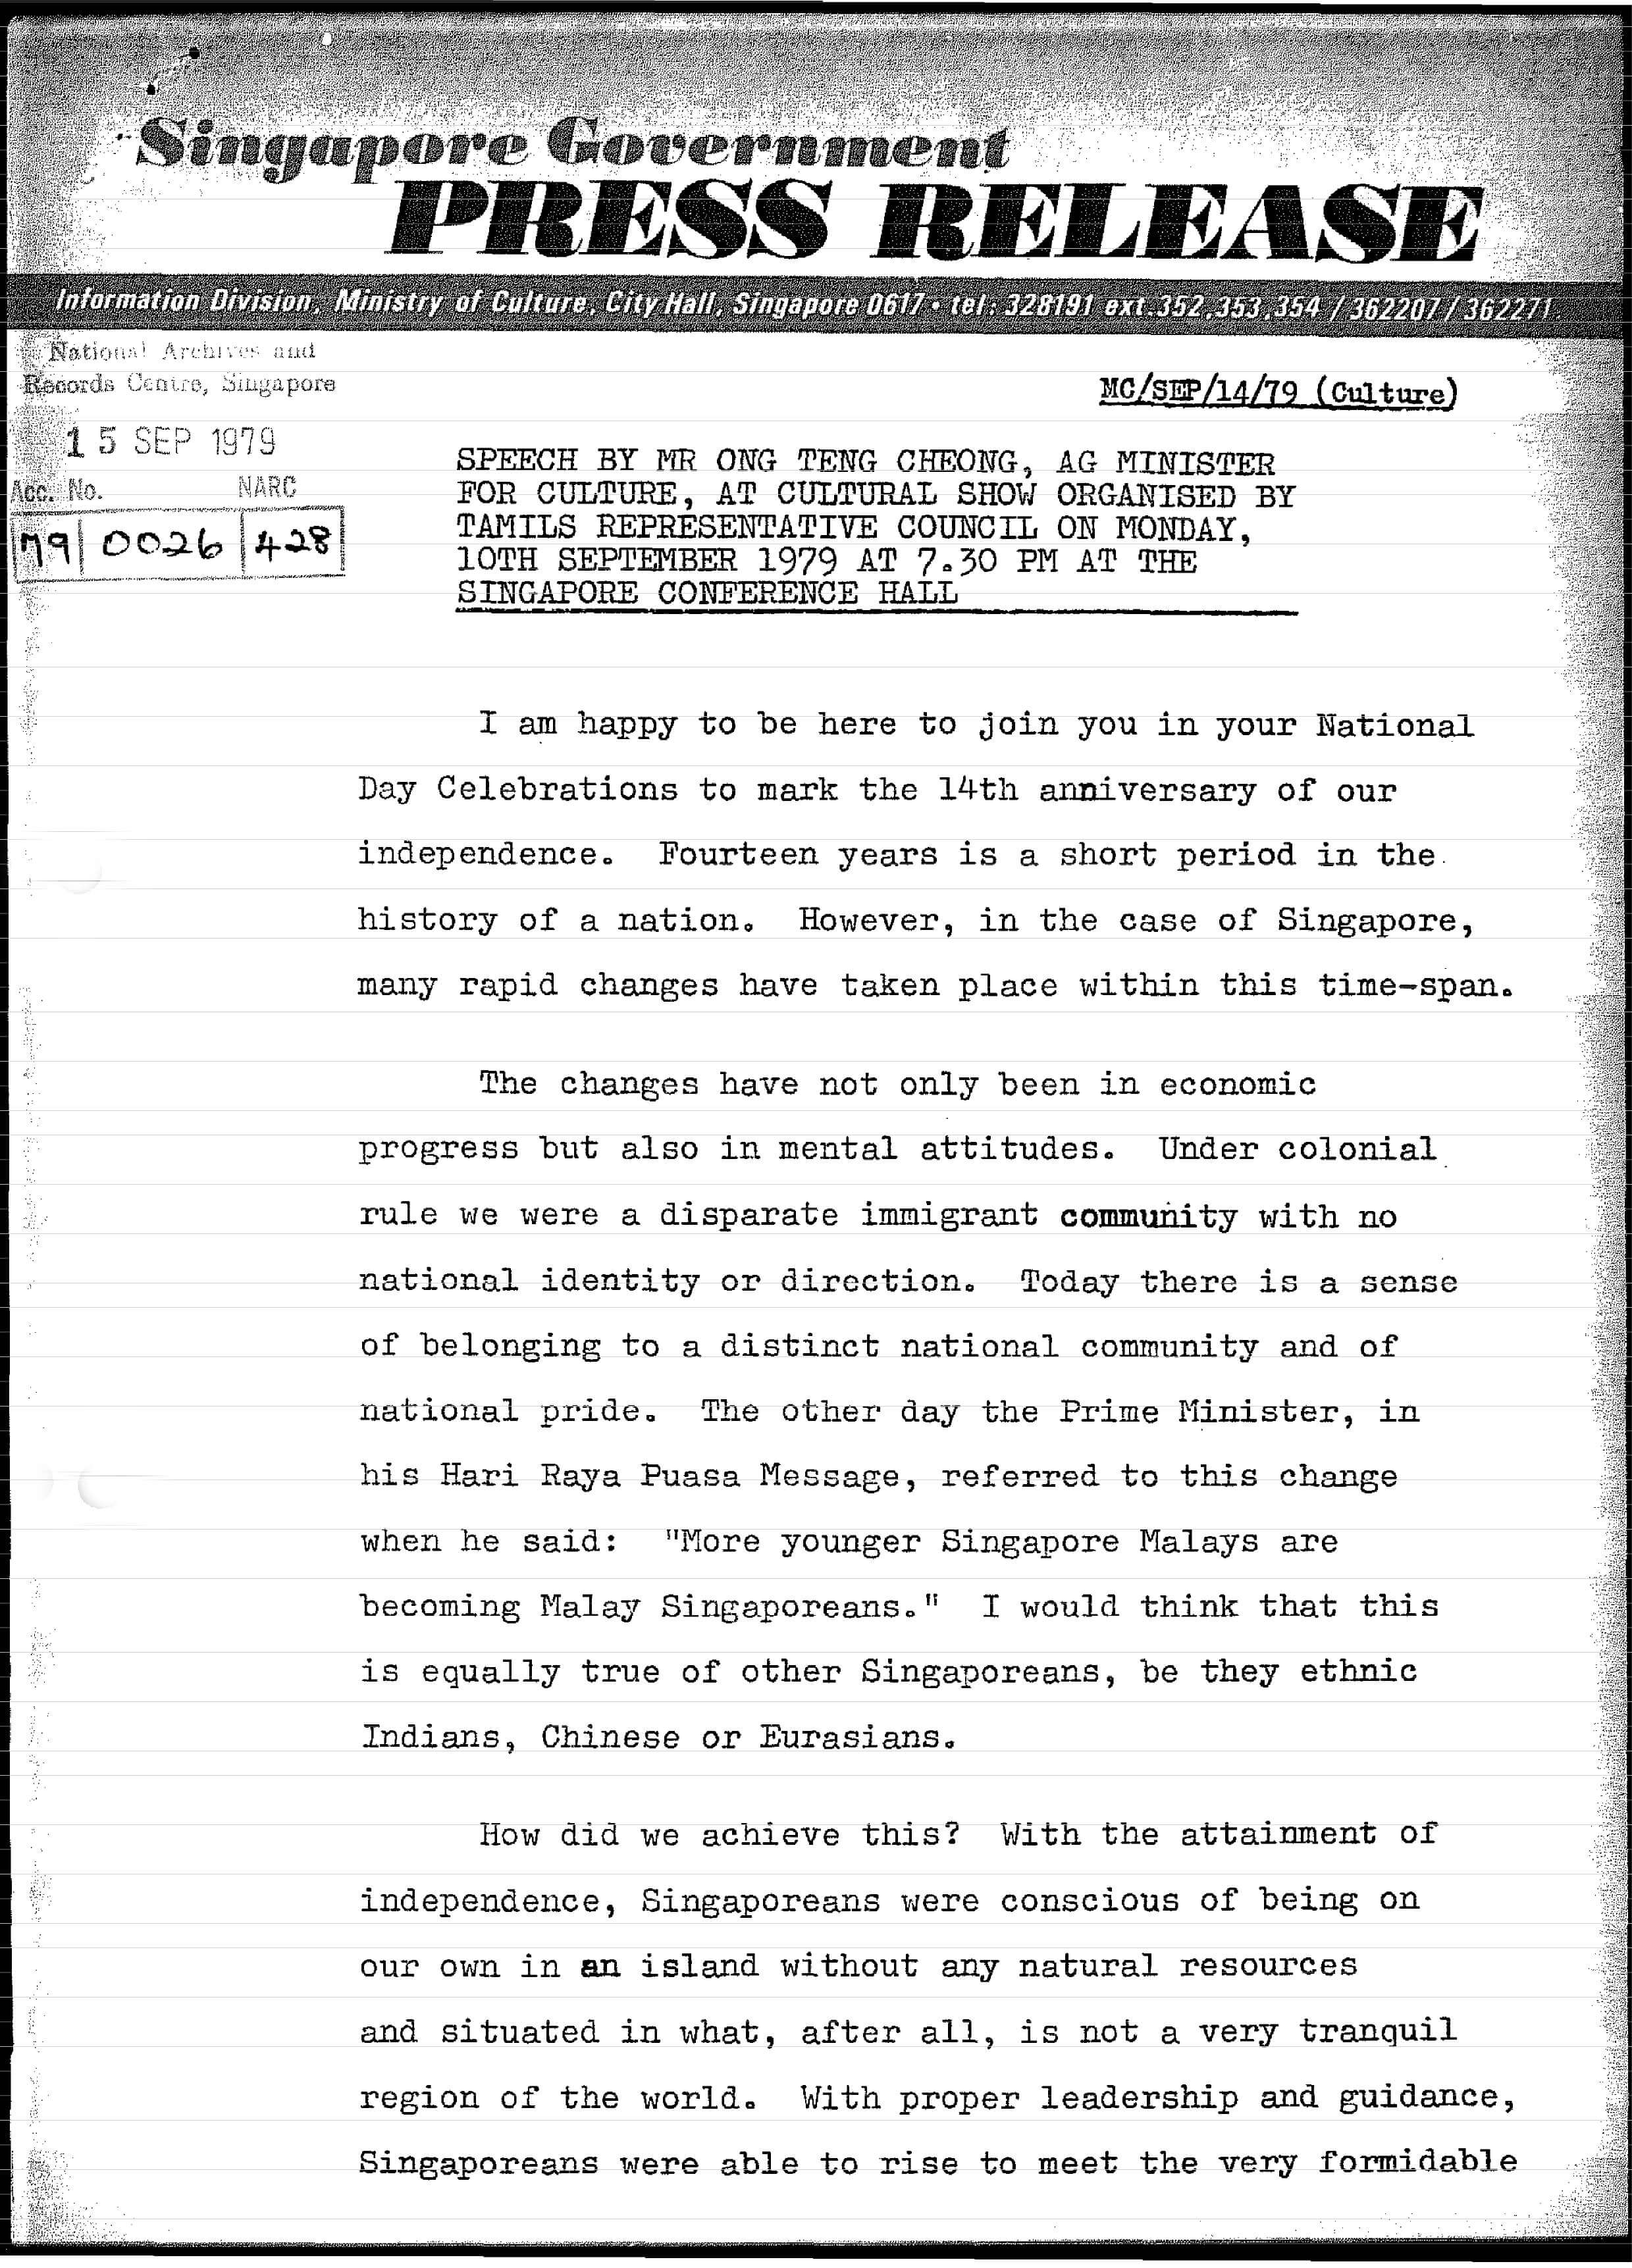 Singapore Government
PRESS RELEASE
Information Division, Ministry of Culture, City Hall, Singapore 0617 • tel: 328191 ext.352,353,354 / 362207 / 362271.
National Archives and
Records Centre, Singapore
MC/SEP/14/79 (Culture)
15 SEP 1979
Acc. No. NARC
79 0026 428
SPEECH BY MR ONG TENG CHEONG, AG MINISTER
FOR CULTURE, AT CULTURAL SHOW ORGANISED BY
TAMILS REPRESENTATIVE COUNCIL ON MONDAY,
10TH SEPTEMBER 1979 AT 7.30 PM AT THE
SINGAPORE CONFERENCE HALL
I am happy to be here to join you in your National
Day Celebrations to mark the 14th anniversary of our
independence. Fourteen years is a short period in the
history of a nation. However, in the case of Singapore,
many rapid changes have taken place within this time-span.
The changes have not only been in economic
progress but also in mental attitudes. Under colonial
rule we were a disparate immigrant community with no
national identity or direction. Today there is a sense
of belonging to a distinct national community and of
national pride. The other day the Prime Minister, in
his Hari Raya Puasa Message, referred to this change
when he said: "More younger Singapore Malays are
becoming Malay Singaporeans." I would think that this
is equally true of other Singaporeans, be they ethnic
Indians, Chinese or Eurasians.
How did we achieve this? With the attainment of
independence, Singaporeans were conscious of being on
our own in an island without any natural resources
and situated in what, after all, is not a very tranquil
region of the world. With proper leadership and guidance,
Singaporeans were able to rise to meet the very formidable